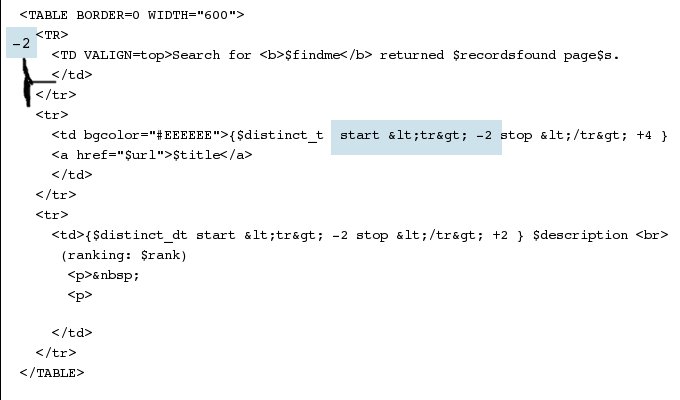 <TABLE BORDER=0 WIDTH="600">
-2 <TR>
<TD VALIGN=top>Search for <b>$findme</b> returned $recordsfound page$s.
</td>
</tr>
<tr>
<td bgcolor="#EEEEEE">{$distinct_t start &lt;tr&gt; -2 stop &lt;/tr&gt; +4 }
<a href="$url">$title</a>
</td>
</tr>
<tr>
<td>{$distinct_dt start &lt;tr&gt; -2 stop &lt;/tr&gt; +2 } $description <br>
(ranking: $rank)
<p>&nbsp;
<p>
</td>
</tr>
</TABLE>